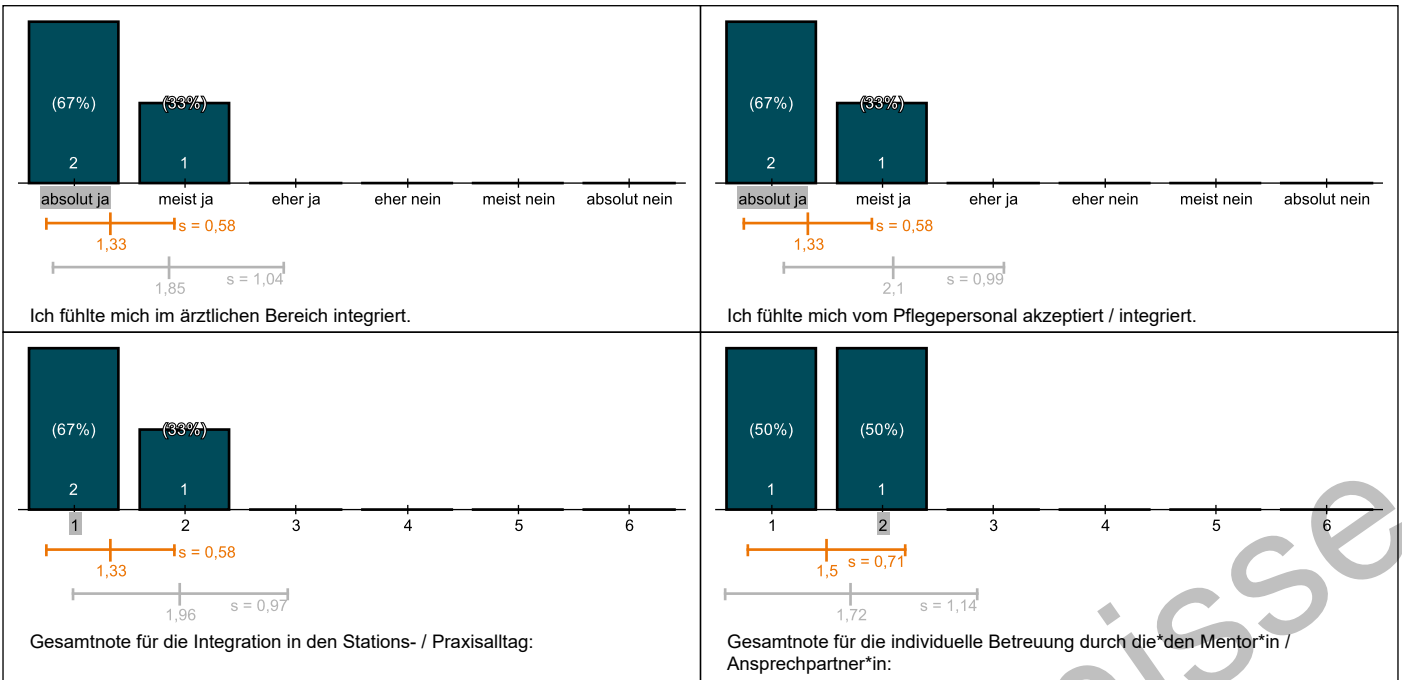 (67%)
(33%)
2
1
absolut ja
meist ja
eher ja
eher nein
meist nein
absolut nein
s = 0,58
1,33
s = 1,04
1,85
Ich fühlte mich im ärztlichen Bereich integriert.
(67%)
(33%)
2
1
absolut ja
meist ja
eher ja
eher nein
meist nein
absolut nein
s = 0,58
1,33
s = 0,99
2,1
Ich fühlte mich vom Pflegepersonal akzeptiert / integriert.
(67%)
(33%)
2
1
1
2
3
4
5
6
s = 0,58
1,33
s = 0,97
1,96
Gesamtnote für die Integration in den Stations- / Praxisalltag:
(50%)
(50%)
1
1
1
2
3
4
5
6
s = 0,71
1,5
s = 1,14
1,72
Gesamtnote für die individuelle Betreuung durch die*den Mentor*in /
Ansprechpartner*in:
isse